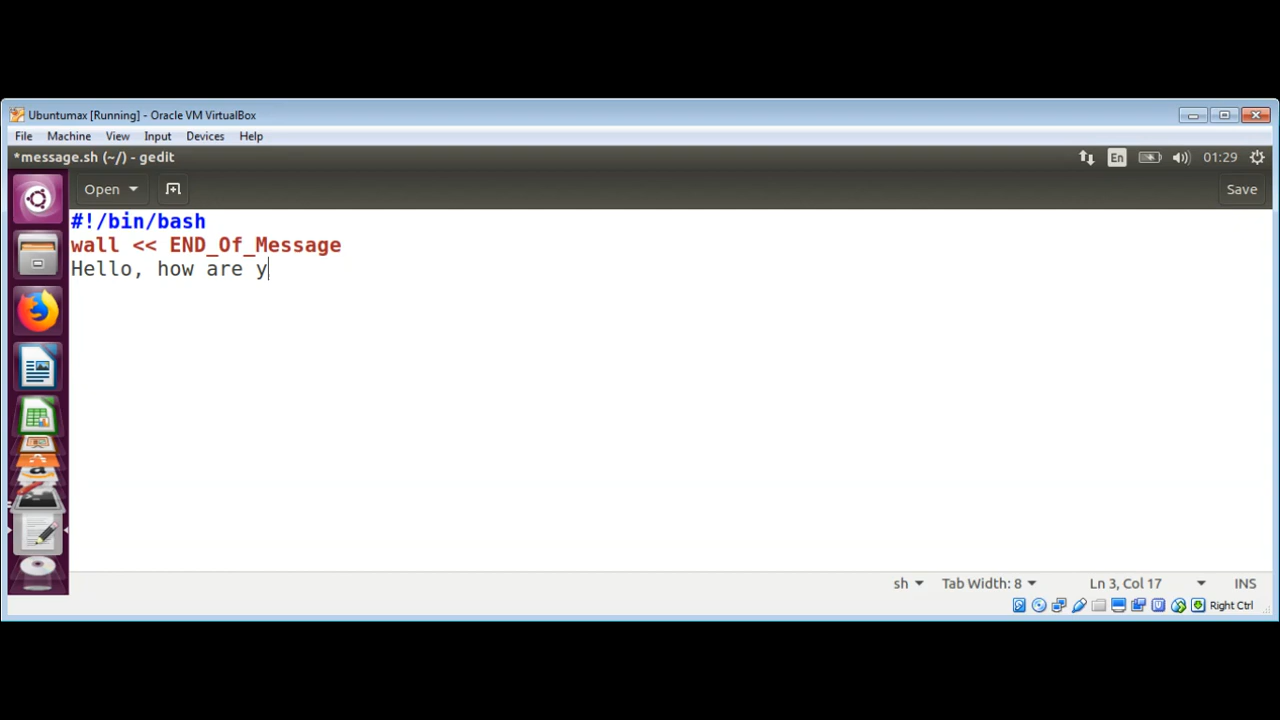 Ubuntumax [Running] - Oracle VM VirtualBox
File Machine View Input Devices Help
*message.sh (~/) - gedit En 01:29
Open Save
#!/bin/bash
wall << END_Of_Message
Hello, how are y
sh Tab Width: 8 Ln 3, Col 17 INS
Right Ctrl